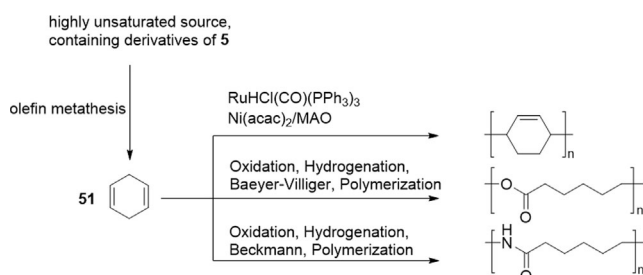 highly unsaturated source,
containing derivatives of 5
olefin metathesis
RuHCl(CO)(PPh₃)₃
Ni(acac)₂/MAO
n
51
Oxidation, Hydrogenation,
Baeyer-Villiger, Polymerization
O
O
n
Oxidation, Hydrogenation,
Beckmann, Polymerization
H
N
O
n